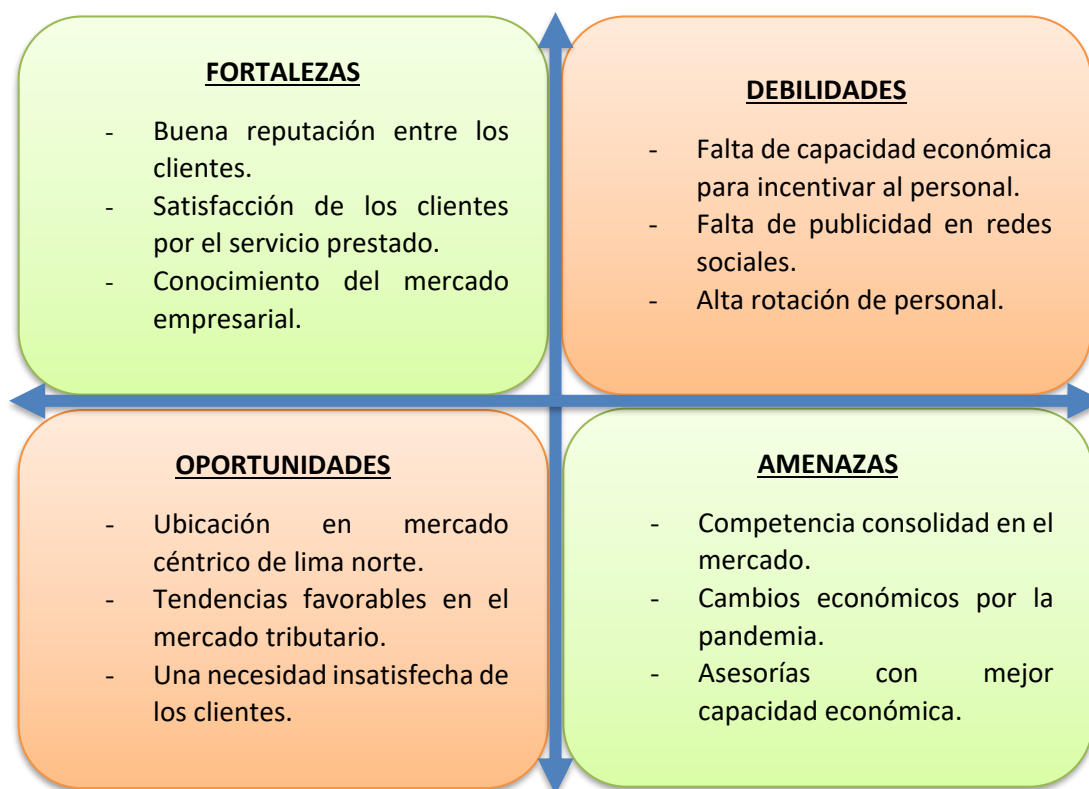 FORTALEZAS
- Buena reputación entre los
clientes.
- Satisfacción de los clientes
por el servicio prestado.
- Conocimiento del mercado
empresarial.
DEBILIDADES
- Falta de capacidad económica
para incentivar al personal.
- Falta de publicidad en redes
sociales.
- Alta rotación de personal.
OPORTUNIDADES
- Ubicación en mercado
céntrico de lima norte.
- Tendencias favorables en el
mercado tributario.
- Una necesidad insatisfecha de
los clientes.
AMENAZAS
- Competencia consolidad en el
mercado.
- Cambios económicos por la
pandemia.
- Asesorías con mejor
capacidad económica.